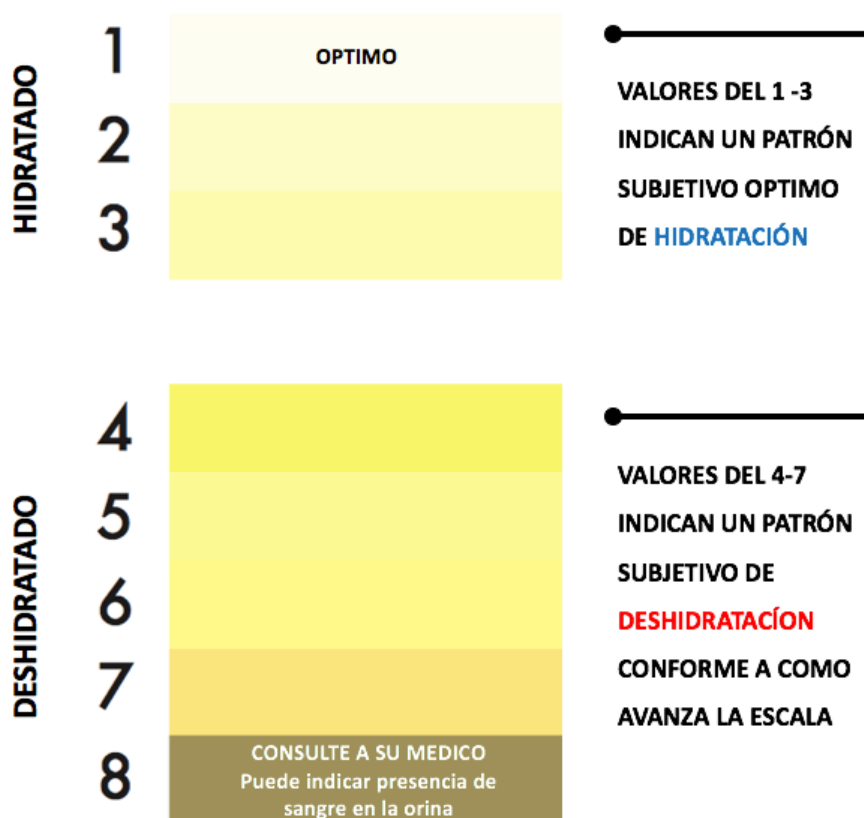 HIDRATADO
1
OPTIMO
2
3
VALORES DEL 1 -3
INDICAN UN PATRÓN
SUBJETIVO OPTIMO
DE HIDRATACIÓN
DESHIDRATADO
4
5
6
7
8
CONSULTE A SU MEDICO
Puede indicar presencia de
sangre en la orina
VALORES DEL 4-7
INDICAN UN PATRÓN
SUBJETIVO DE
DESHIDRATACÍON
CONFORME A COMO
AVANZA LA ESCALA